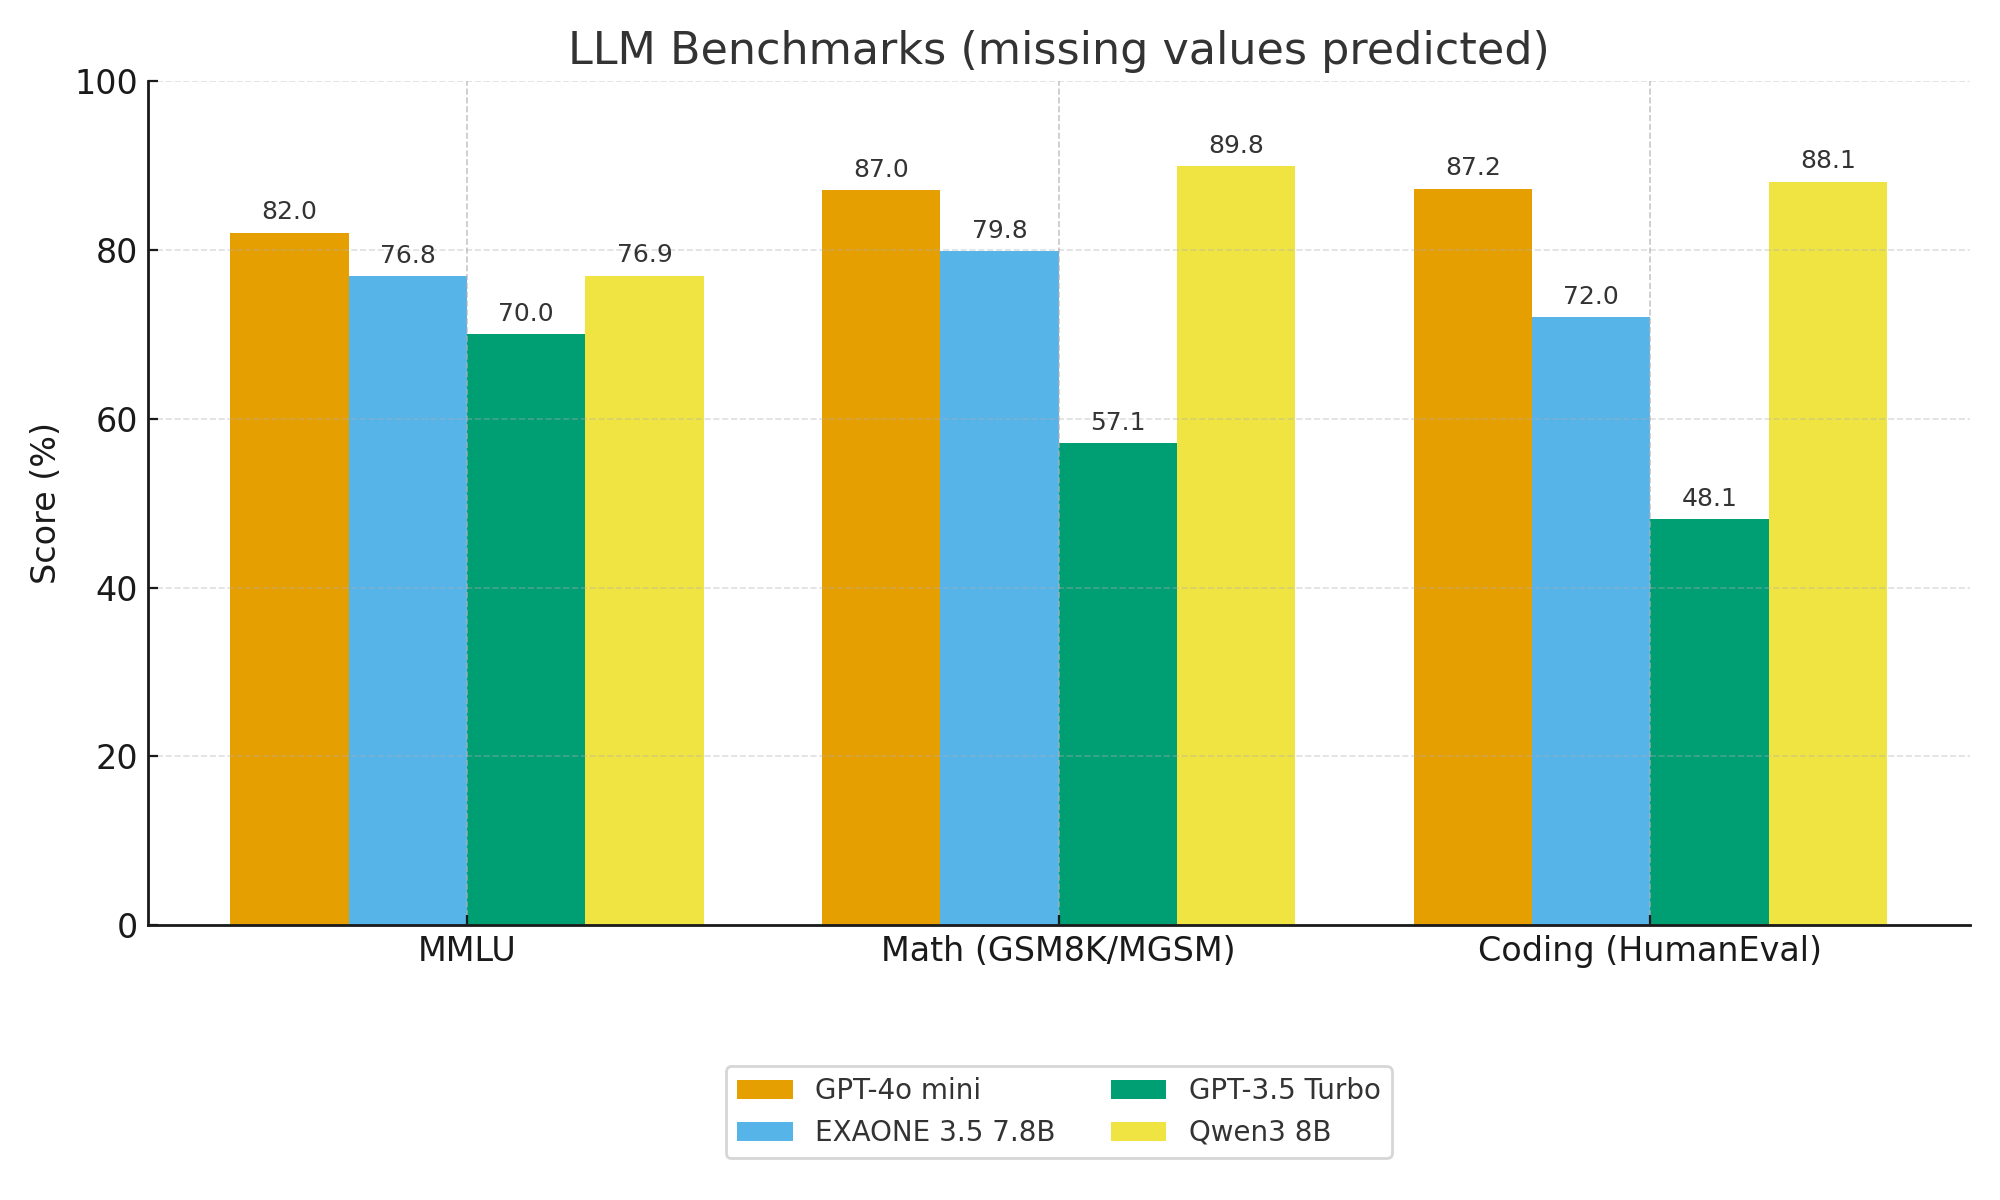 LLM Benchmarks (missing values predicted)
100
80
60
40
20
0
Score (%)
82.0
76.8
70.0
76.9
87.0
79.8
57.1
89.8
87.2
72.0
48.1
88.1
MMLU
Math (GSM8K/MGSM)
Coding (HumanEval)
GPT-4o mini
EXAONE 3.5 7.8B
GPT-3.5 Turbo
Qwen3 8B